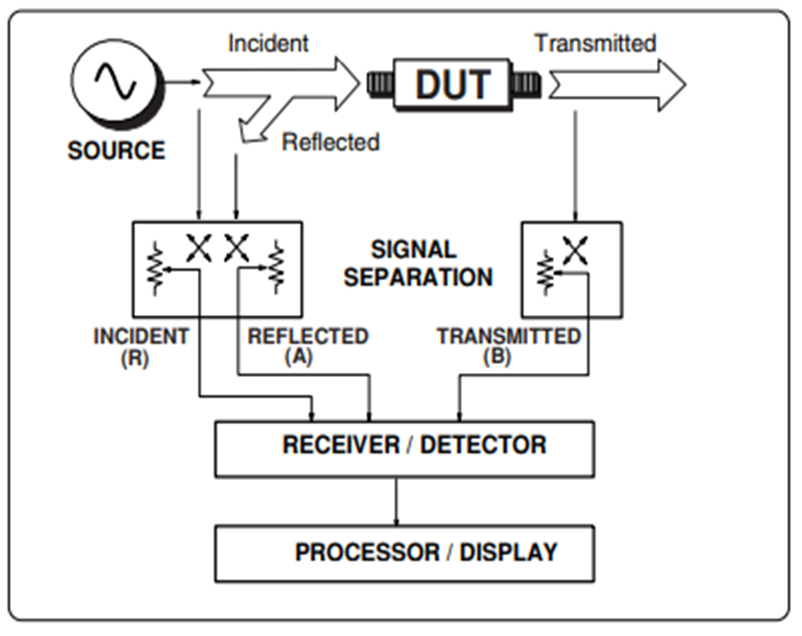 Incident
Transmitted
DUT
SOURCE
Reflected
SIGNAL
SEPARATION
INCIDENT
(R)
REFLECTED
(A)
TRANSMITTED
(B)
RECEIVER / DETECTOR
PROCESSOR / DISPLAY